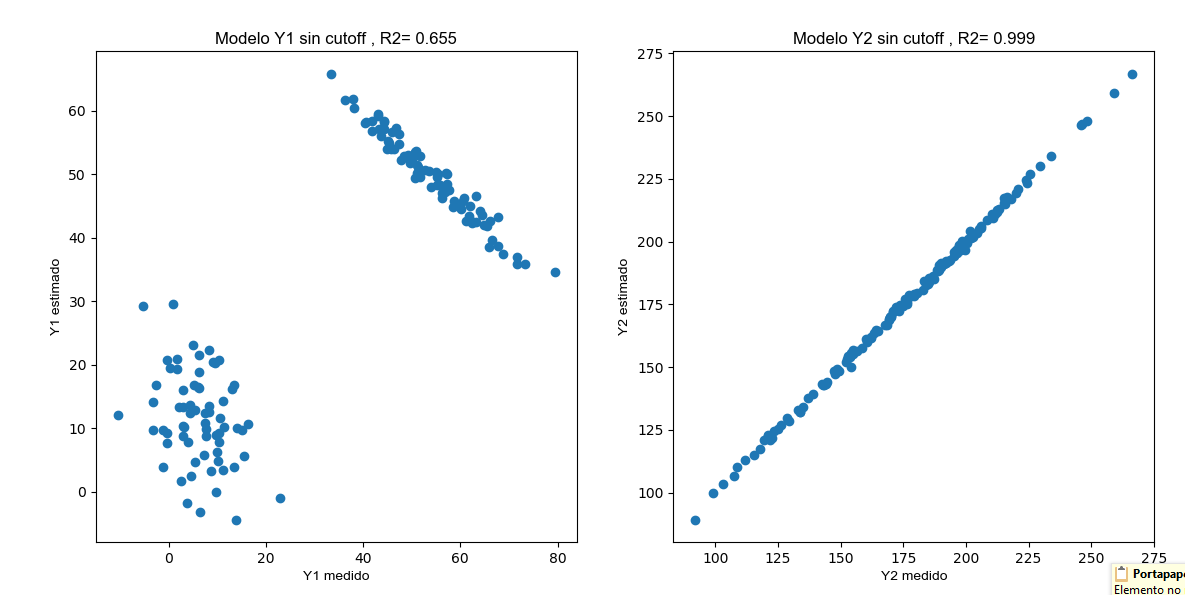 Modelo Y1 sin cutoff , R2= 0.655
Y1 estimado
60
50
40
30
20
10
0
0 20 40 60 80
Y1 medido
Modelo Y2 sin cutoff , R2= 0.999
Y2 estimado
275
250
225
200
175
150
125
100
100 125 150 175 200 225 250 275
Y2 medido
Portapape
Elemento no